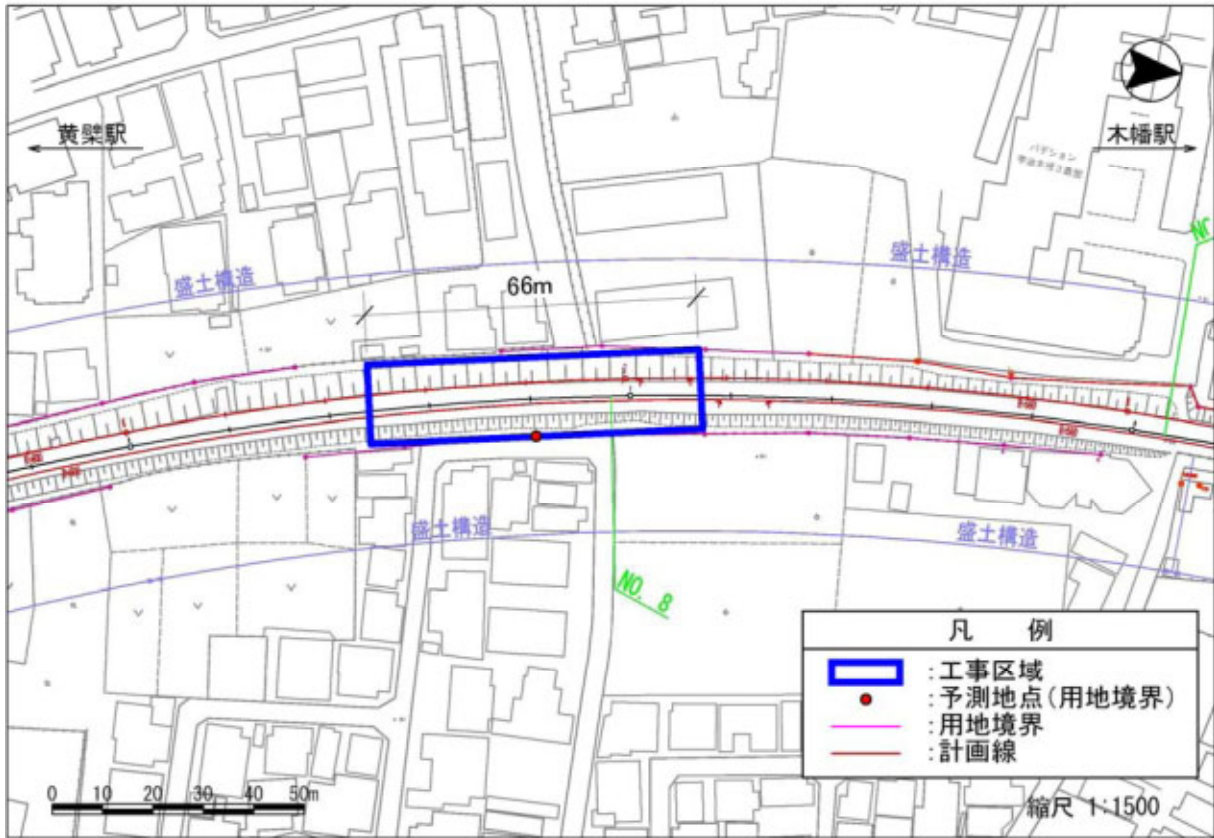 黄檗駅
木幡駅
盛土構造
盛土構造
66m
盛土構造
盛土構造
NO. 8
凡 例
:工事区域
:予測地点(用地境界)
:用地境界
:計画線
0 10 20 30 40 50m
縮尺 1:1500